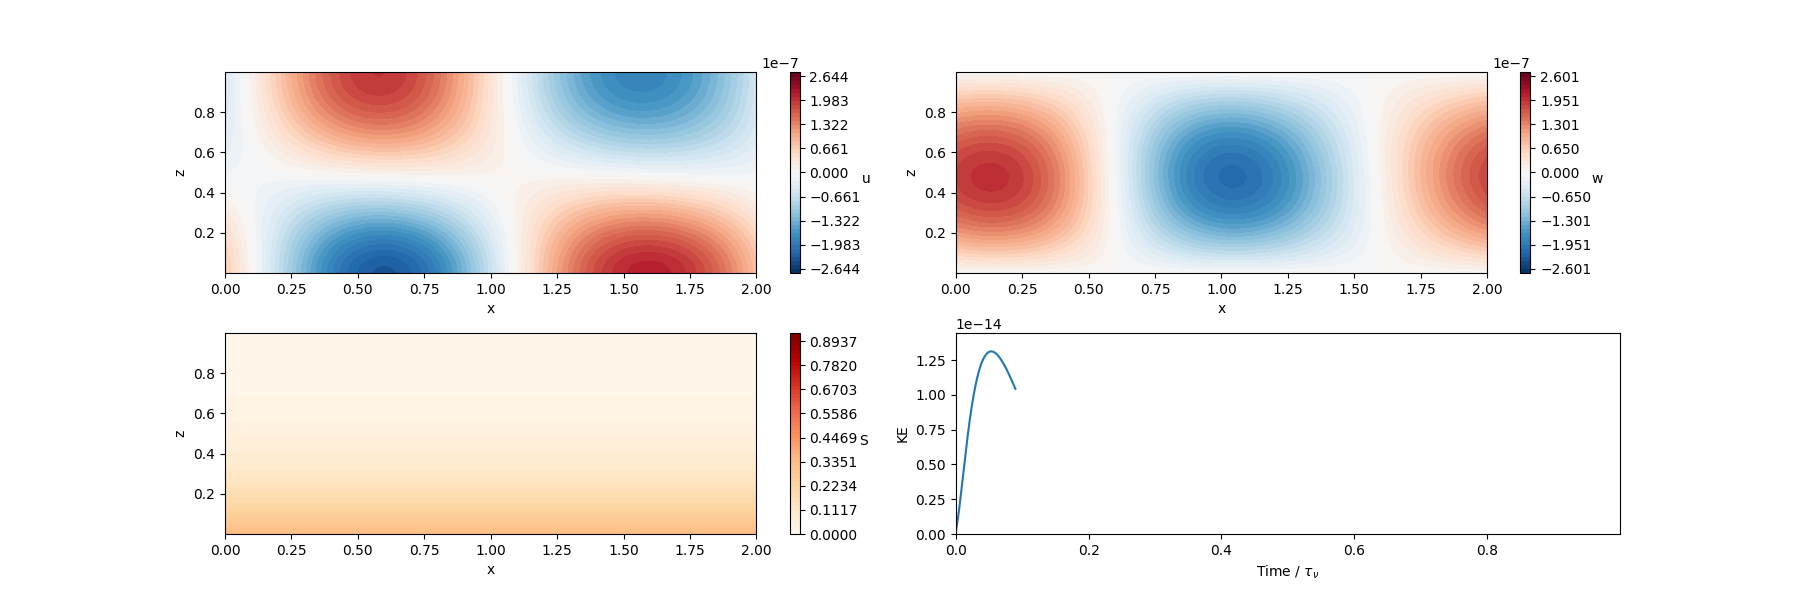 1e−7
z
0.8
0.6
0.4
0.2
0.00 0.25 0.50 0.75 1.00 1.25 1.50 1.75 2.00
x
2.644
1.983
1.322
0.661
0.000
−0.661
−1.322
−1.983
−2.644
u
1e−7
z
0.8
0.6
0.4
0.2
0.00 0.25 0.50 0.75 1.00 1.25 1.50 1.75 2.00
x
2.601
1.951
1.301
0.650
0.000
−0.650
−1.301
−1.951
−2.601
w
z
0.8
0.6
0.4
0.2
0.00 0.25 0.50 0.75 1.00 1.25 1.50 1.75 2.00
x
0.8937
0.7820
0.6703
0.5586
0.4469
0.3351
0.2234
0.1117
0.0000
S
1e−14
KE
1.25
1.00
0.75
0.50
0.25
0.00
0.0 0.2 0.4 0.6 0.8
Time / τν